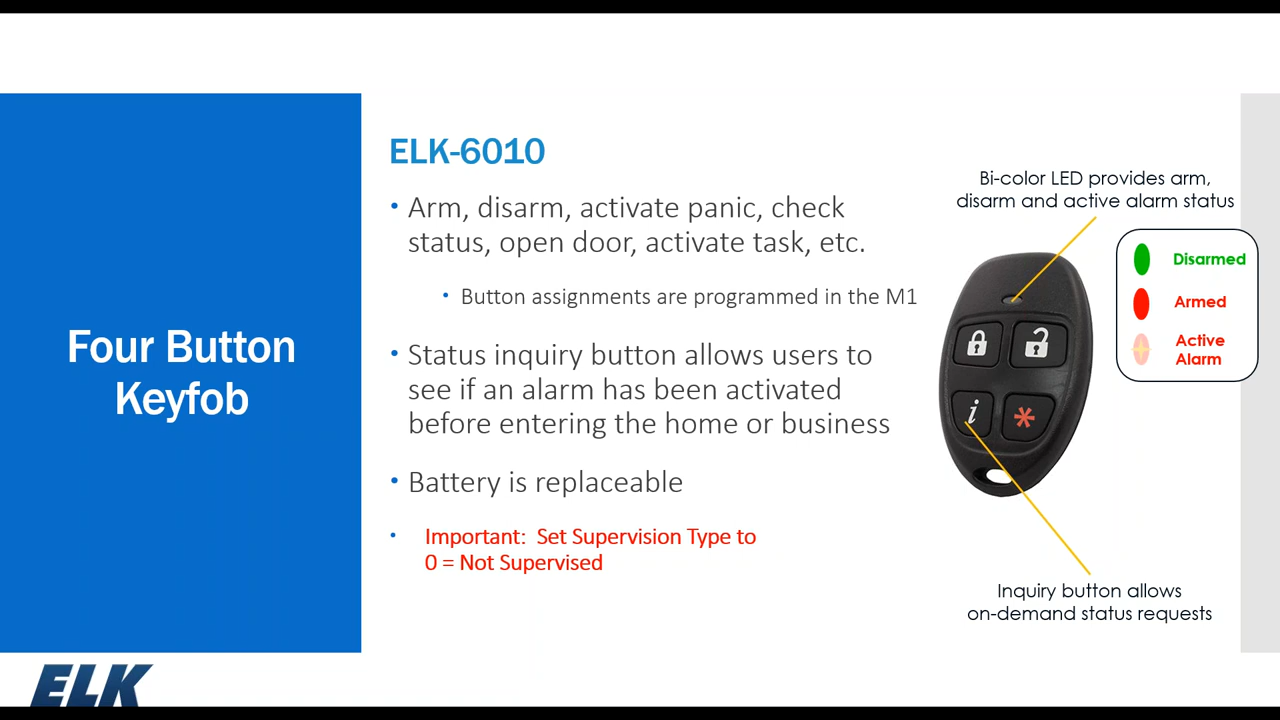 Four Button
Keyfob
ELK-6010
• Arm, disarm, activate panic, check
status, open door, activate task, etc.
• Button assignments are programmed in the M1
• Status inquiry button allows users to
see if an alarm has been activated
before entering the home or business
• Battery is replaceable
• Important: Set Supervision Type to
0 = Not Supervised
Bi-color LED provides arm,
disarm and active alarm status
Disarmed
Armed
Active
Alarm
i
*
Inquiry button allows
on-demand status requests
ELK